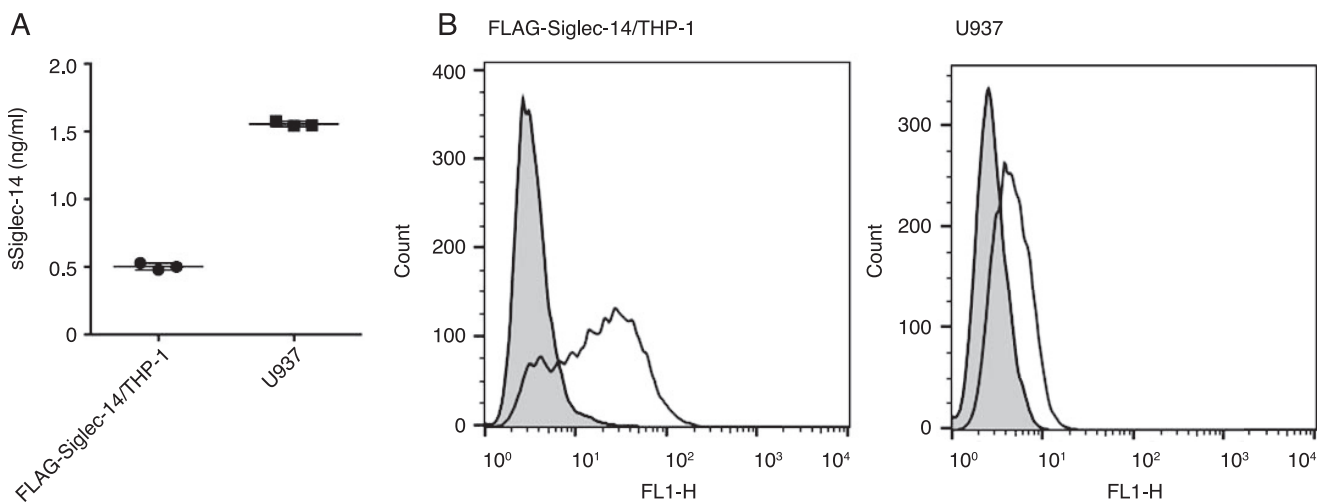 A
sSiglec-14 (ng/ml)
2.0
1.5
1.0
0.5
0
FLAG-Siglec-14/THP-1
U937
B
FLAG-Siglec-14/THP-1
Count
400
300
200
100
0
10⁰
10¹
10²
10³
10⁴
FL1-H
U937
Count
300
200
100
0
10⁰
10¹
10²
10³
10⁴
FL1-H